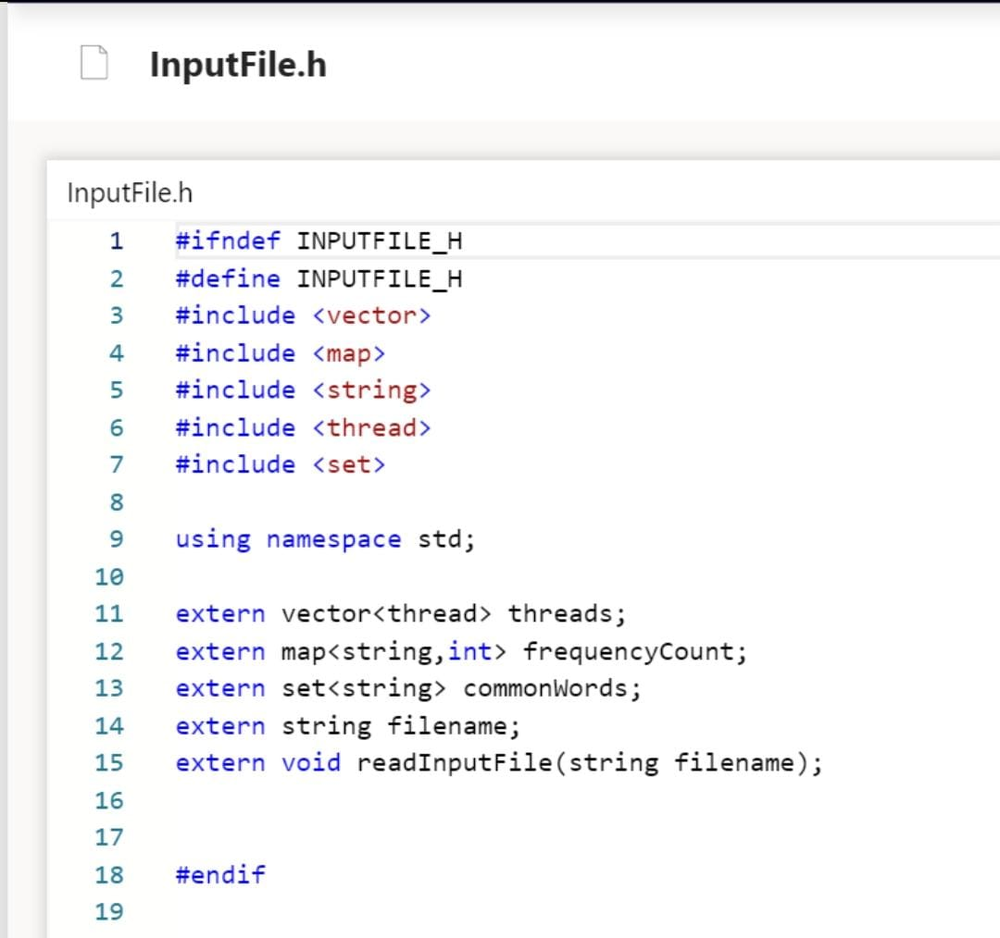 InputFile.h
InputFile.h
1 #ifndef INPUTFILE_H
2 #define INPUTFILE_H
3 #include <vector>
4 #include <map>
5 #include <string>
6 #include <thread>
7 #include <set>
8
9 using namespace std;
10
11 extern vector<thread> threads;
12 extern map<string,int> frequencyCount;
13 extern set<string> commonWords;
14 extern string filename;
15 extern void readInputFile(string filename);
16
17
18 #endif
19